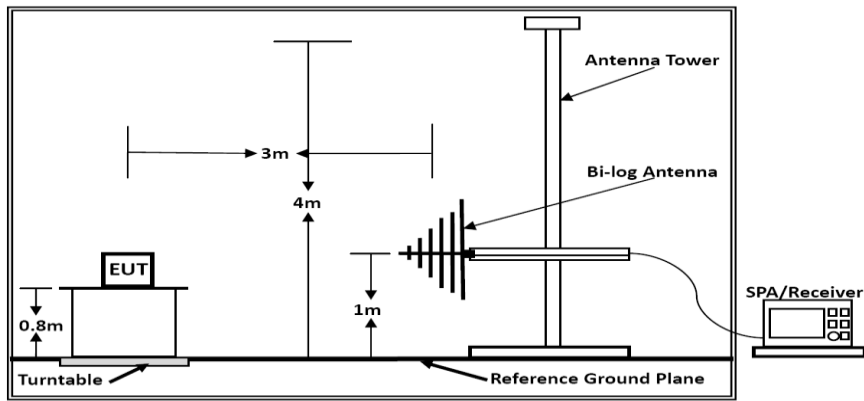 Antenna Tower
3m
Bi-log Antenna
4m
EUT
1m
SPA/Receiver
0.8m
Turntable
Reference Ground Plane